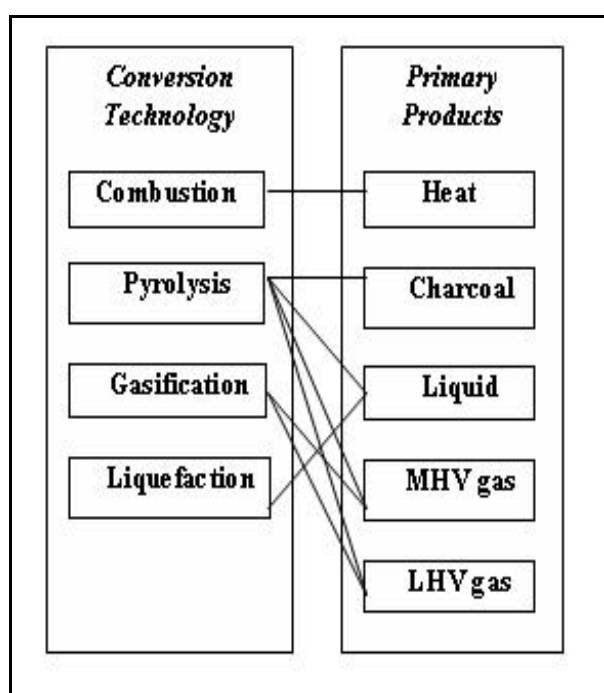 Conversion
Technology
Combustion
Pyrolysis
Gasification
Liquefaction
Primary
Products
Heat
Charcoal
Liquid
MHV gas
LHV gas